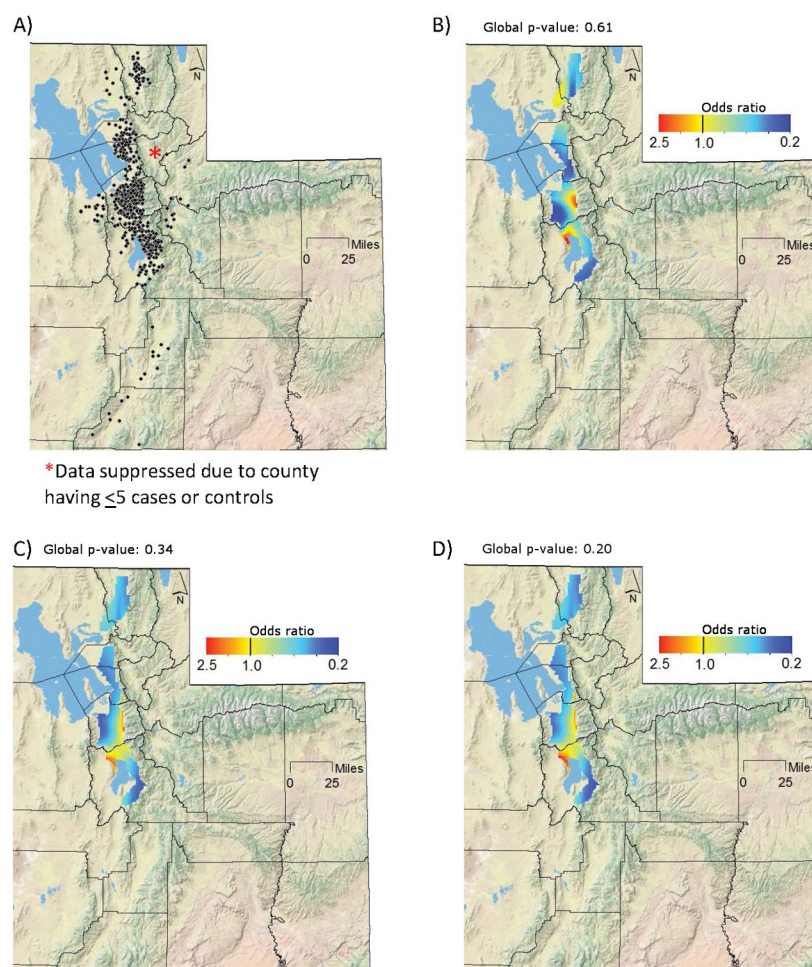 A)
N
*
0 25
Miles
*Data suppressed due to county
having <5 cases or controls
B) Global p-value: 0.61
N
Odds ratio
2.5 1.0 0.2
0 25
Miles
C) Global p-value: 0.34
N
Odds ratio
2.5 1.0 0.2
0 25
Miles
D) Global p-value: 0.20
N
Odds ratio
2.5 1.0 0.2
0 25
Miles